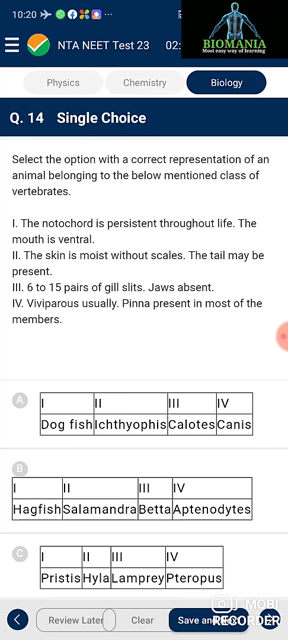 10:20
NTA NEET Test 23 02:
BIOMANIA
Most easy way of learning
Physics Chemistry Biology
Q. 14 Single Choice
Select the option with a correct representation of an
animal belonging to the below mentioned class of
vertebrates.
I. The notochord is persistent throughout life. The
mouth is ventral.
II. The skin is moist without scales. The tail may be
present.
III. 6 to 15 pairs of gill slits. Jaws absent.
IV. Viviparous usually. Pinna present in most of the
members.
A
I II III IV
Dog fish Ichthyophis Calotes Canis
B
I II III IV
Hagfish Salamandra Betta Aptenodytes
C
I II III IV
Pristis Hyla Lamprey Pteropus
Review Later Clear Save and
RECORDER